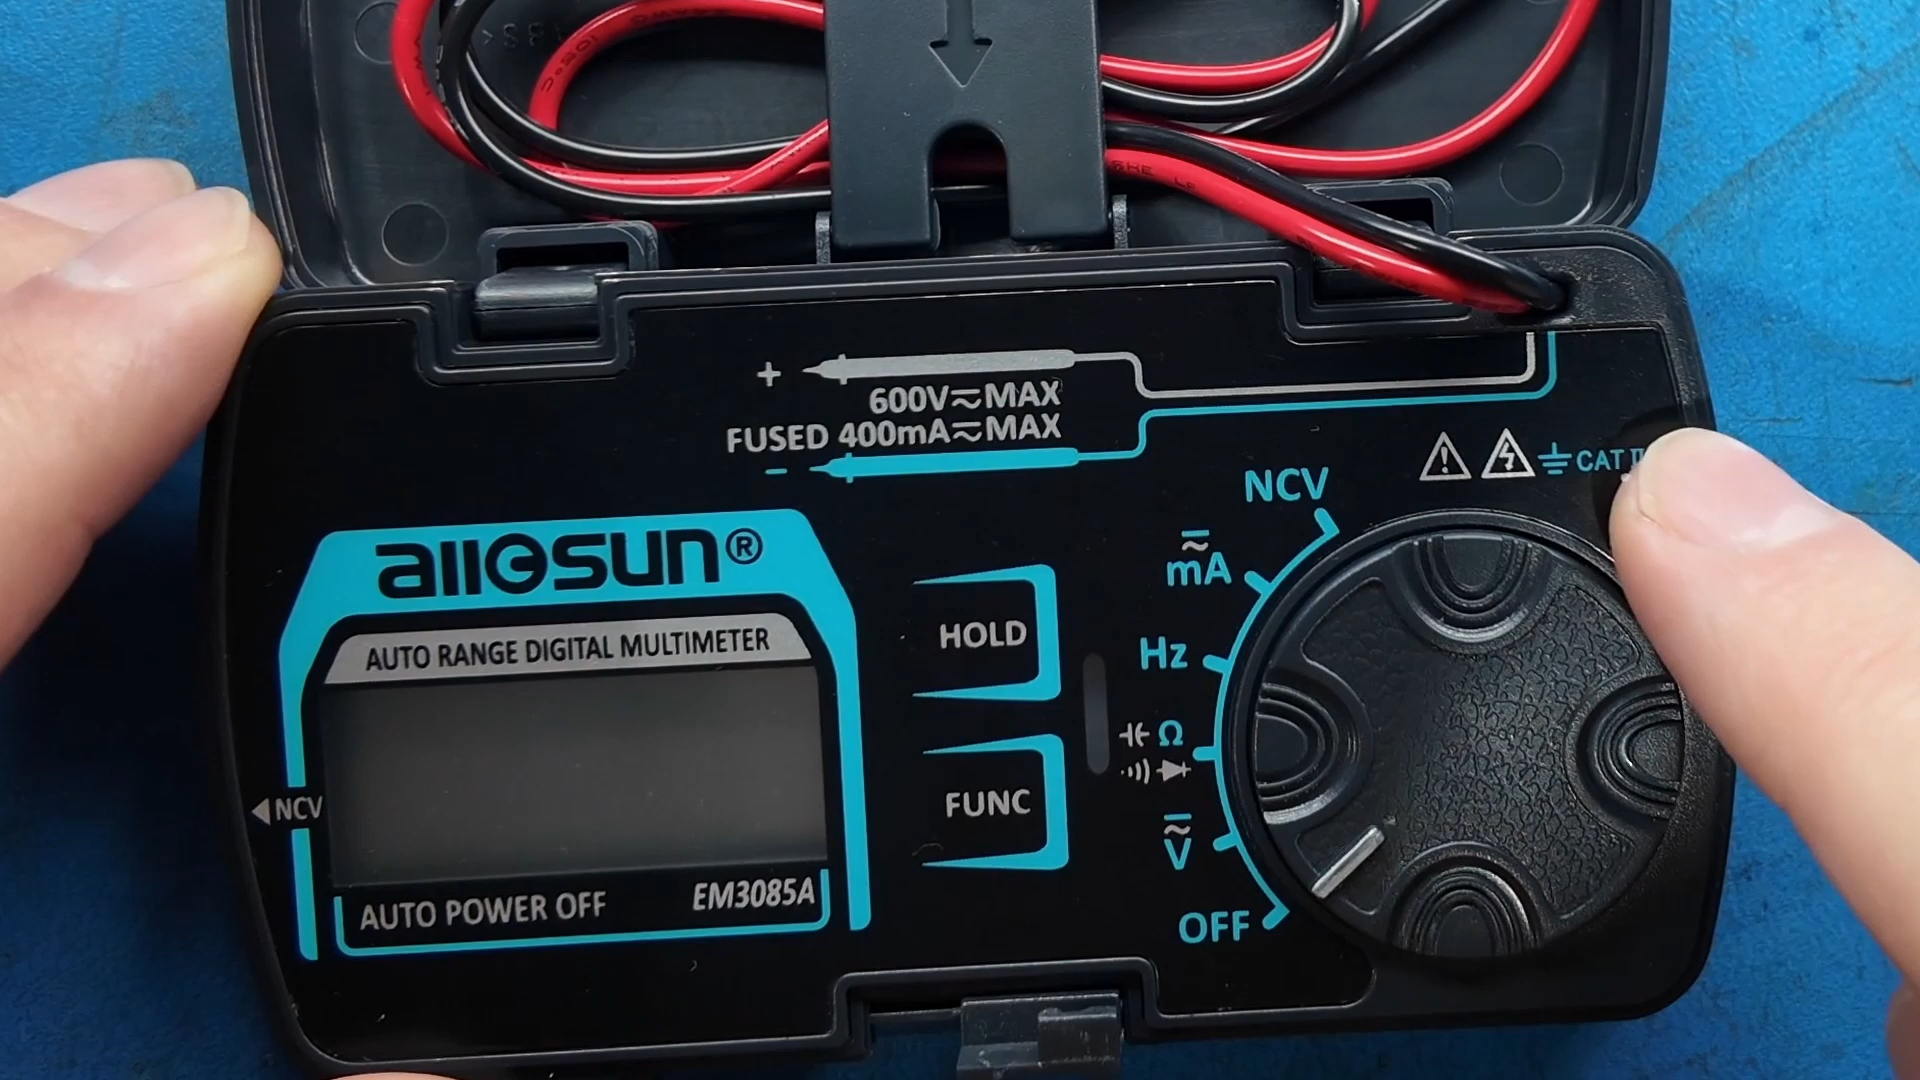 +
600V⎓MAX
FUSED 400mA⎓MAX
−
CAT
NCV
mA
Hz
Ω
V
OFF
allosun®
AUTO RANGE DIGITAL MULTIMETER
HOLD
FUNC
NCV
AUTO POWER OFF
EM3085A